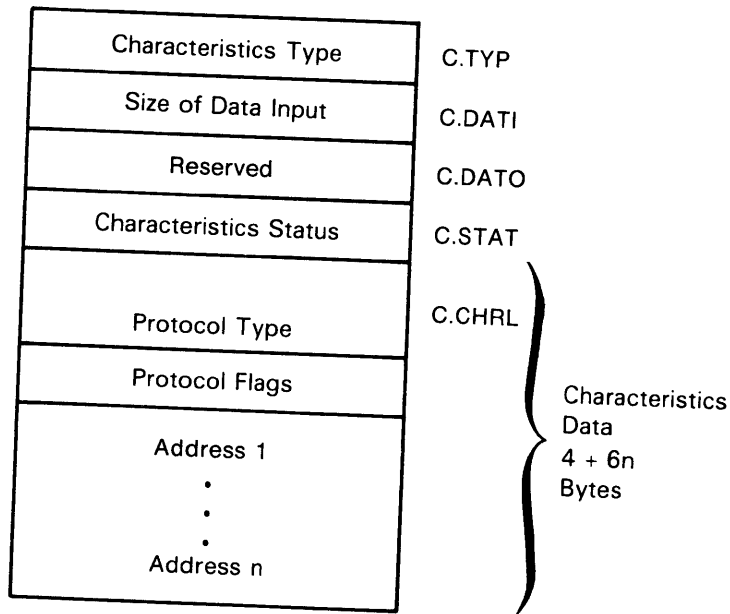 Characteristics Type C.TYP
Size of Data Input C.DATI
Reserved C.DATO
Characteristics Status C.STAT
Protocol Type C.CHRL
Protocol Flags
Address 1
.
.
.
Address n
Characteristics
Data
4 + 6n
Bytes